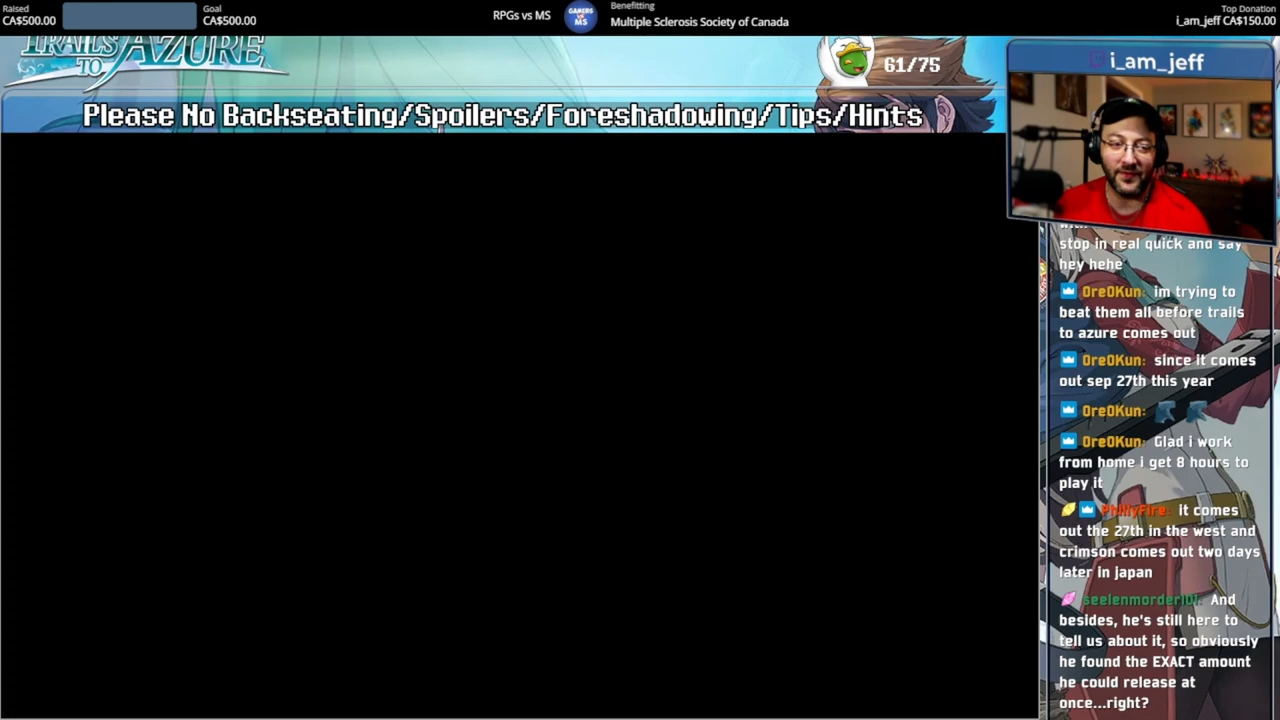 Raised
CA$500.00
Goal
CA$500.00
RPGs vs MS
GAMERS
VS
MS
Benefitting
Multiple Sclerosis Society of Canada
Top Donation
i_am_jeff CA$150.00
TRAILS
TO AZURE
61/75
Please No Backseating/Spoilers/Foreshadowing/Tips/Hints
i_am_jeff
stop in real quick and say
hey hehe
OreOKun: im trying to
beat them all before trails
to azure comes out
OreOKun: since it comes
out sep 27th this year
OreOKun:
OreOKun: Glad i work
from home i get 8 hours to
play it
PhillyFire: it comes
out the 27th in the west and
crimson comes out two days
later in japan
seelenmorder101: And
besides, he's still here to
tell us about it, so obviously
he found the EXACT amount
he could release at
once...right?